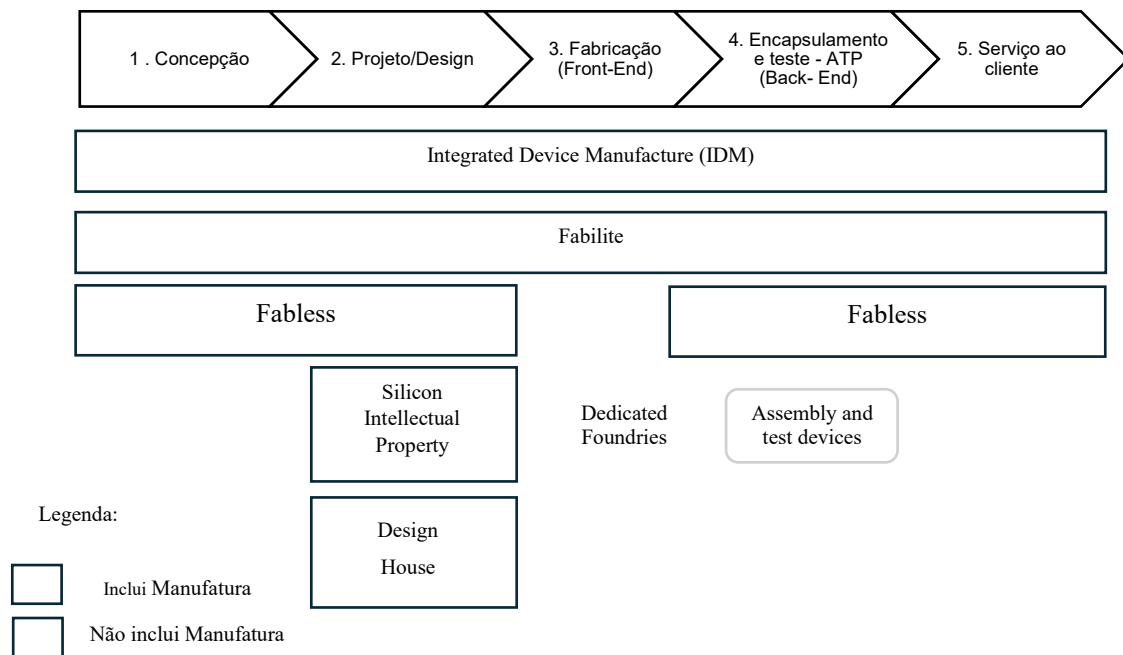 1 . Concepção
2. Projeto/Design
3. Fabricação
(Front-End)
4. Encapsulamento
e teste - ATP
(Back- End)
5. Serviço ao
cliente
Integrated Device Manufacture (IDM)
Fabilite
Fabless
Fabless
Silicon
Intellectual
Property
Dedicated
Foundries
Assembly and
test devices
Design
House
Legenda:
Inclui Manufatura
Não inclui Manufatura